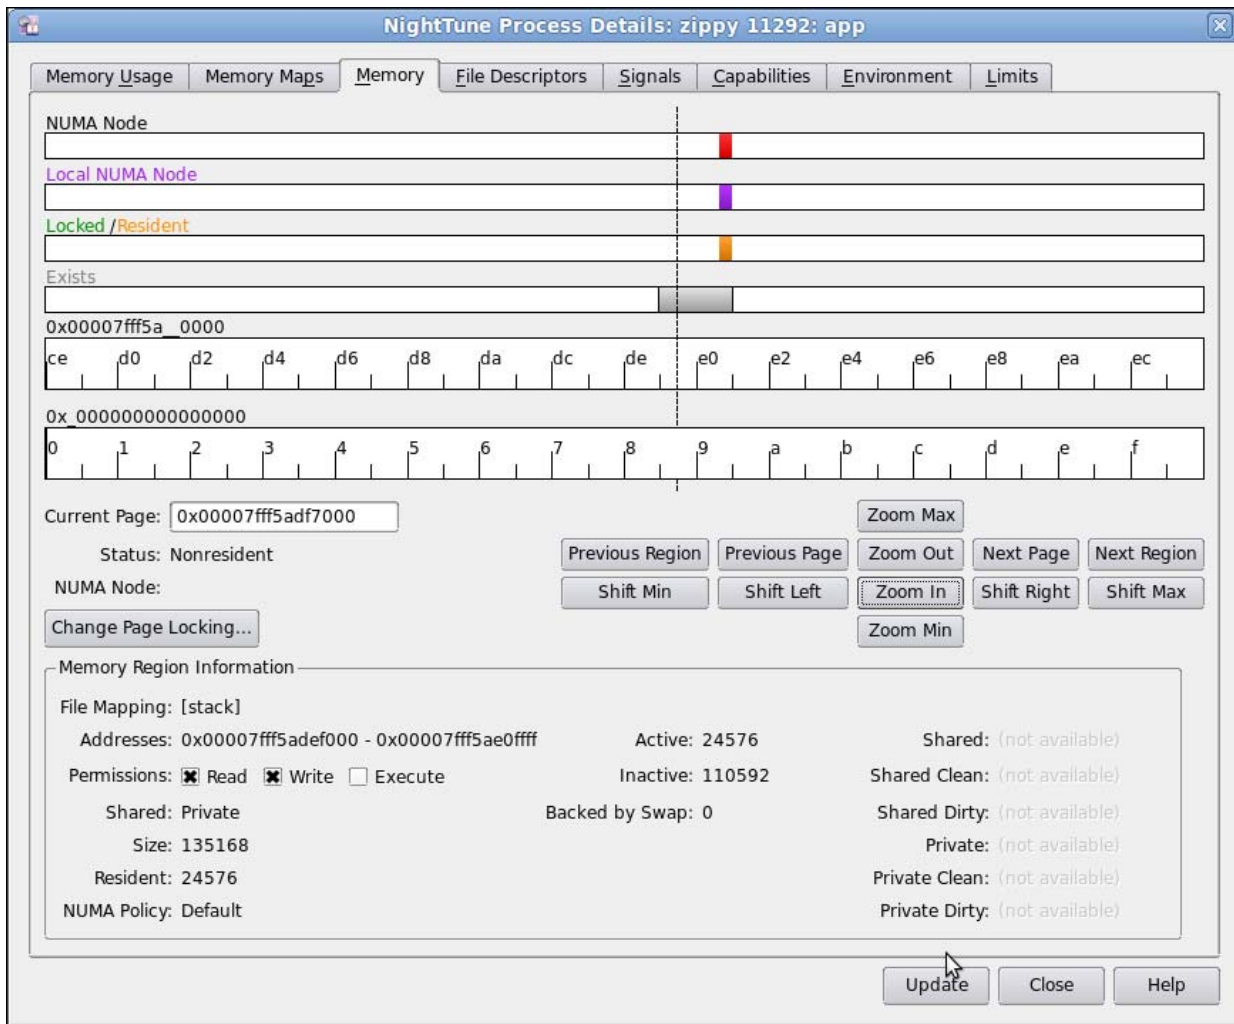 NightTune Process Details: zippy 11292: app
Memory Usage Memory Maps Memory File Descriptors Signals Capabilities Environment Limits
NUMA Node
Local NUMA Node
Locked /Resident
Exists
0x00007fff5a__0000
ce d0 d2 d4 d6 d8 da dc de e0 e2 e4 e6 e8 ea ec
0x_000000000000000
0 1 2 3 4 5 6 7 8 9 a b c d e f
Current Page: 0x00007fff5adf7000 Zoom Max
Status: Nonresident Previous Region Previous Page Zoom Out Next Page Next Region
NUMA Node: Shift Min Shift Left Zoom In Shift Right Shift Max
Change Page Locking... Zoom Min
Memory Region Information
File Mapping: [stack]
Addresses: 0x00007fff5adef000 - 0x00007fff5ae0ffff Active: 24576 Shared: (not available)
Permissions: Read Write Execute Inactive: 110592 Shared Clean: (not available)
Shared: Private Backed by Swap: 0 Shared Dirty: (not available)
Size: 135168 Private: (not available)
Resident: 24576 Private Clean: (not available)
NUMA Policy: Default Private Dirty: (not available)
Update Close Help